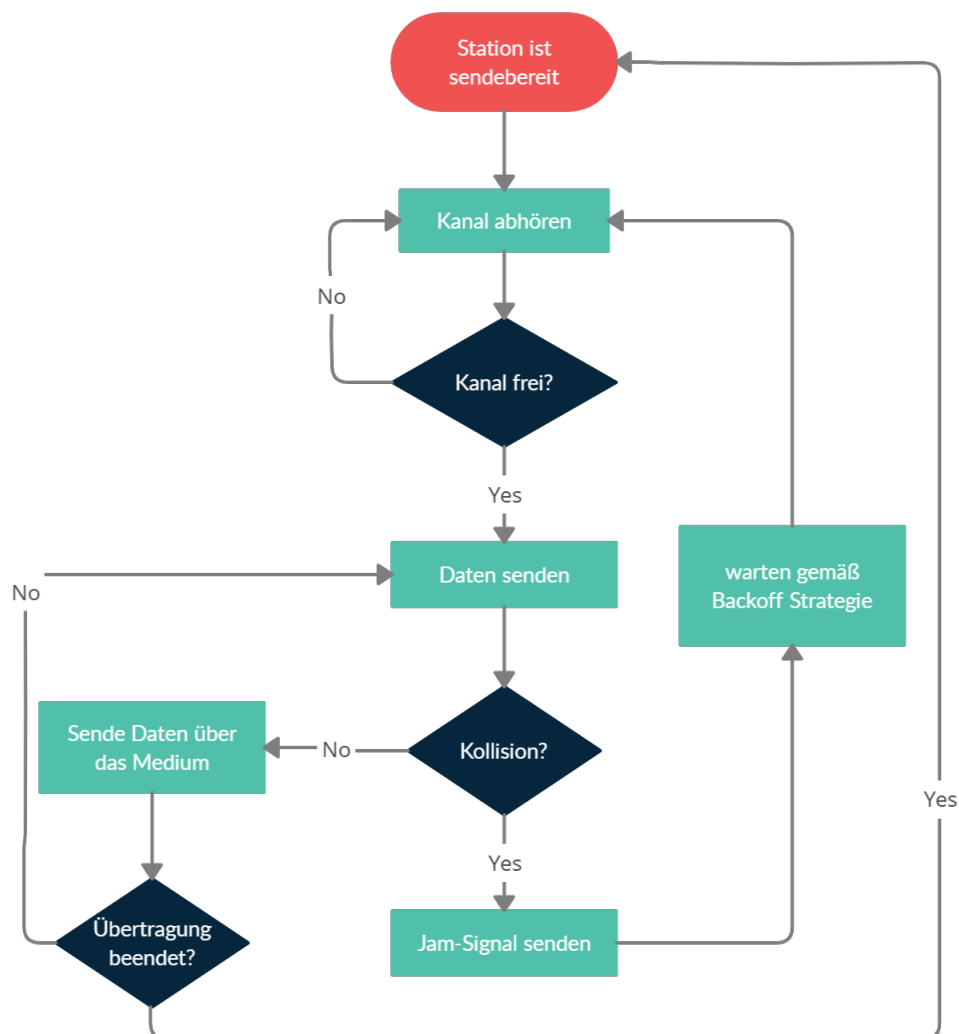 Station ist
sendebereit
Kanal abhören
No
Kanal frei?
Yes
Daten senden
warten gemäß
Backoff Strategie
No
Sende Daten über
das Medium
No
Kollision?
Yes
Yes
Übertragung
beendet?
Jam-Signal senden